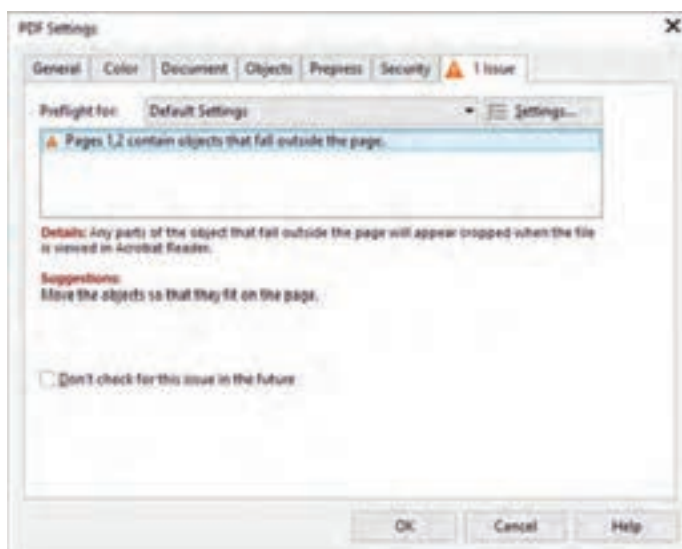 PDF Settings
General Color Document Objects Prepress Security 1 Issue
Preflight for: Default Settings Settings...
Pages 1,2 contain objects that fall outside the page.
Details: Any parts of the object that fall outside the page will appear cropped when the file
is viewed in Acrobat Reader.
Suggestions:
Move the objects so that they fit on the page.
Don't check for this issue in the future
OK Cancel Help